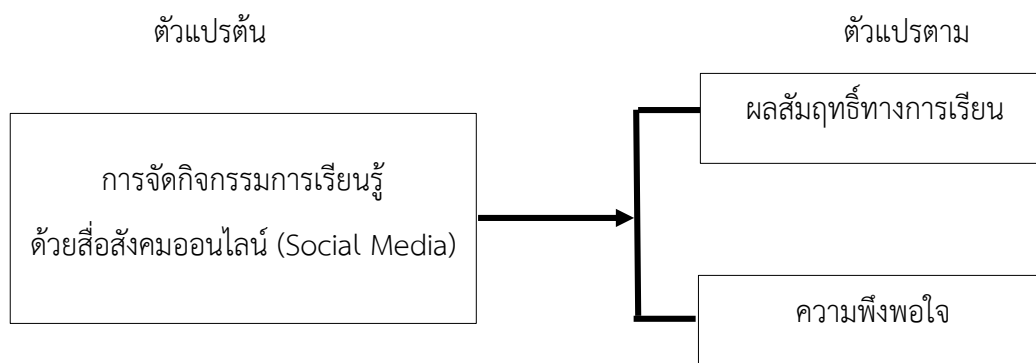 ตัวแปรต้น
ตัวแปรตาม
การจัดกิจกรรมการเรียนรู้
ด้วยสื่อสังคมออนไลน์ (Social Media)
ผลสัมฤทธิ์ทางการเรียน
ความพึงพอใจ